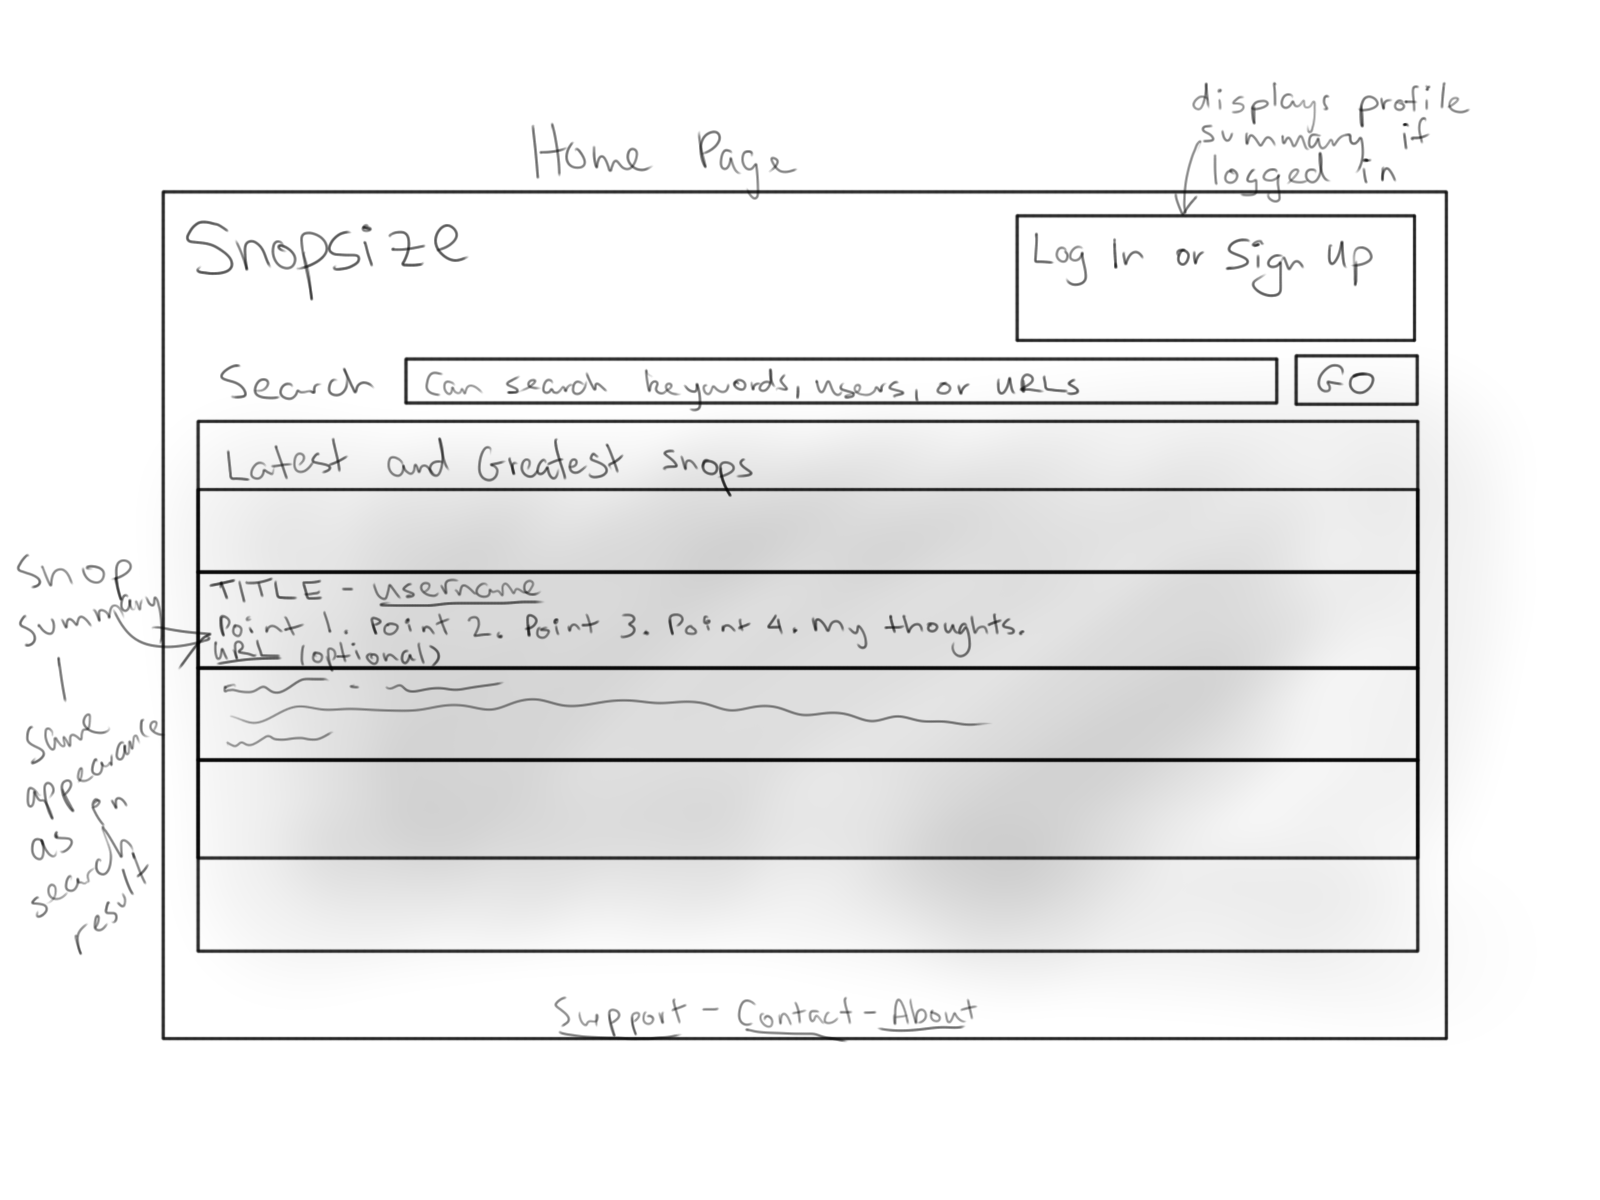 displays profile
summary if
logged in
Home Page
Snopsize
Log In or Sign Up
Search
Can search keywords, users, or URLs
GO
Latest and Greatest snops
Snop
summary
|
same
appearance
as in
search
result
TITLE - username
Point 1. Point 2. Point 3. Point 4. My thoughts.
URL (optional)
Support - Contact - About